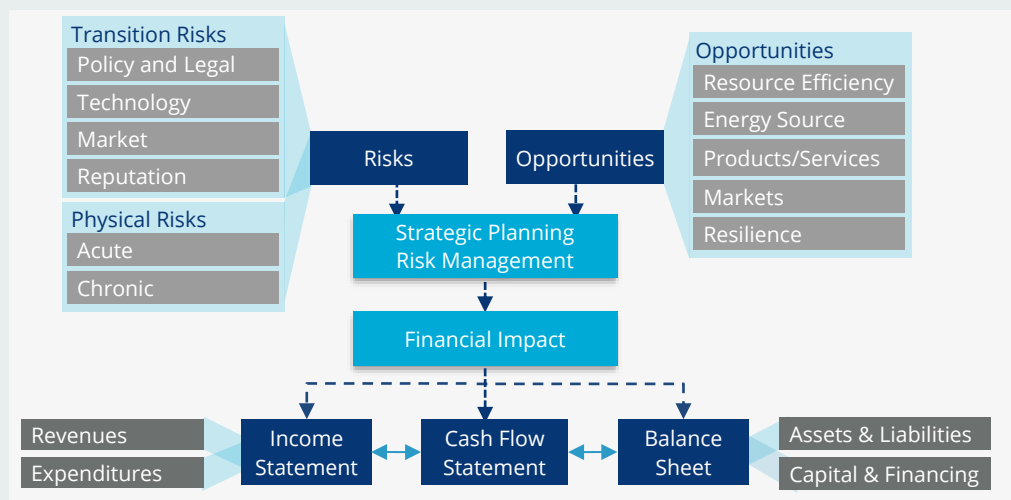 Transition Risks
Policy and Legal
Technology
Market
Reputation
Physical Risks
Acute
Chronic
Risks
Opportunities
Opportunities
Resource Efficiency
Energy Source
Products/Services
Markets
Resilience
Strategic Planning
Risk Management
Financial Impact
Revenues
Expenditures
Income
Statement
Cash Flow
Statement
Balance
Sheet
Assets & Liabilities
Capital & Financing